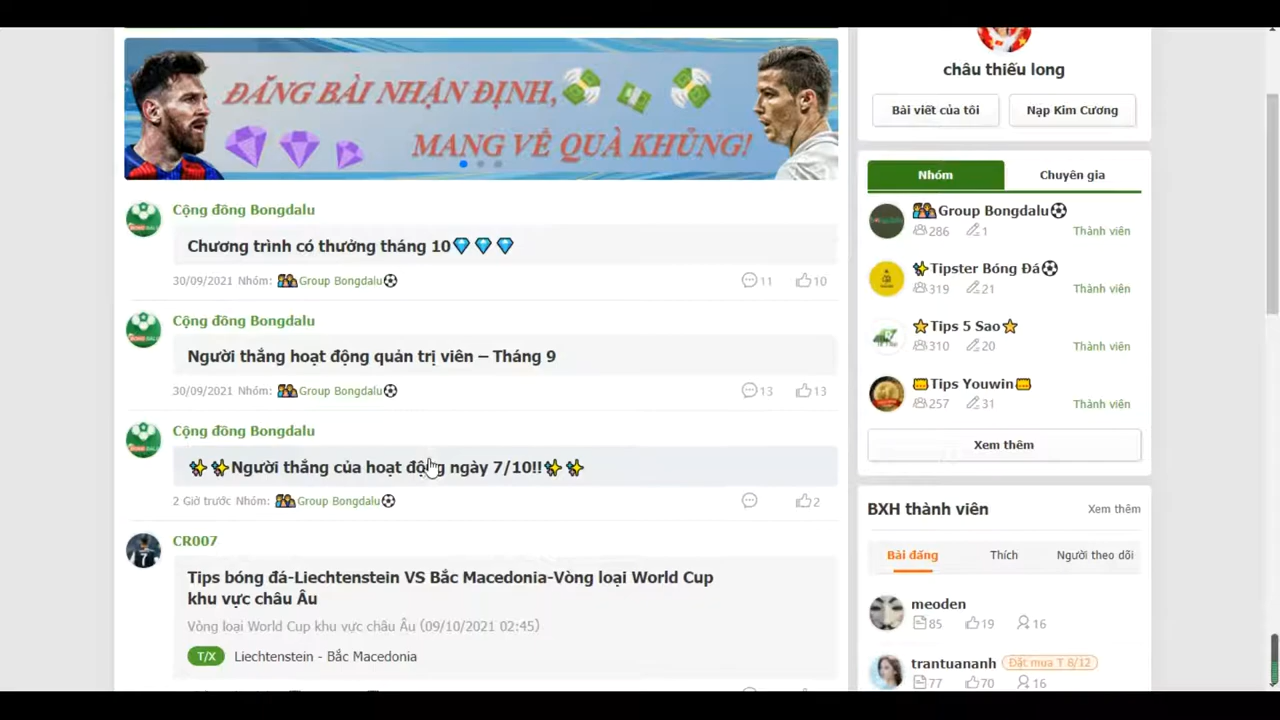 ĐĂNG BÀI NHẬN ĐỊNH,
MANG VỀ QUÀ KHỦNG!
Cộng đồng Bongdalu
Chương trình có thưởng tháng 10💎💎💎
30/09/2021 Nhóm: Group Bongdalu⚽ 11 10
Cộng đồng Bongdalu
Người thắng hoạt động quản trị viên – Tháng 9
30/09/2021 Nhóm: Group Bongdalu⚽ 13 13
Cộng đồng Bongdalu
✨✨Người thắng của hoạt động ngày 7/10!!✨✨
2 Giờ trước Nhóm: Group Bongdalu⚽ 2
CR007
Tips bóng đá-Liechtenstein VS Bắc Macedonia-Vòng loại World Cup
khu vực châu Âu
Vòng loại World Cup khu vực châu Âu (09/10/2021 02:45)
T/X Liechtenstein - Bắc Macedonia
châu thiếu long
Bài viết của tôi Nạp Kim Cương
Nhóm Chuyên gia
Group Bongdalu⚽
286 1 Thành viên
✨Tipster Bóng Đá⚽
319 21 Thành viên
⭐Tips 5 Sao⭐
310 20 Thành viên
Tips Youwin
257 31 Thành viên
Xem thêm
BXH thành viên Xem thêm
Bài đăng Thích Người theo dõi
meoden
85 19 16
trantuananh Đặt mua T 8/12
77 70 16